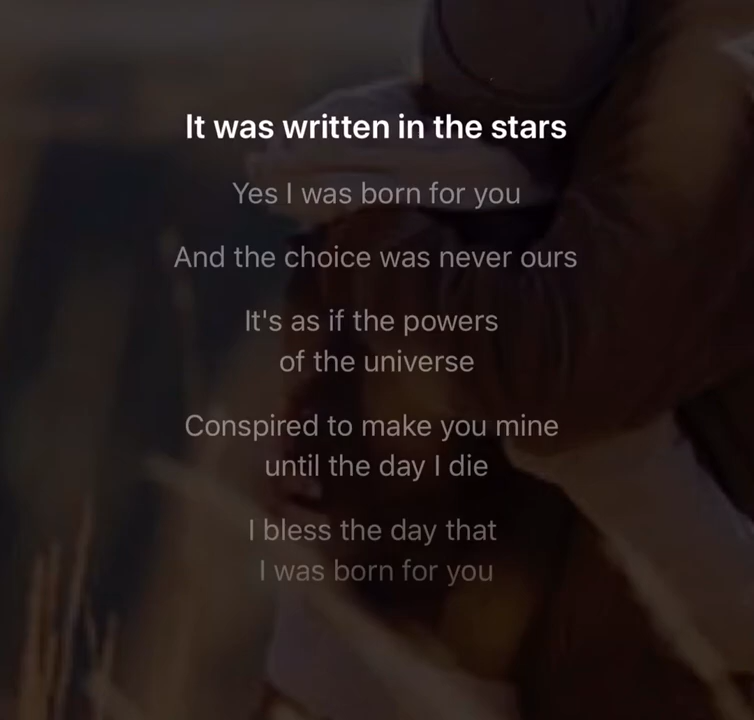 It was written in the stars
Yes I was born for you
And the choice was never ours
It's as if the powers
of the universe
Conspired to make you mine
until the day I die
I bless the day that
I was born for you